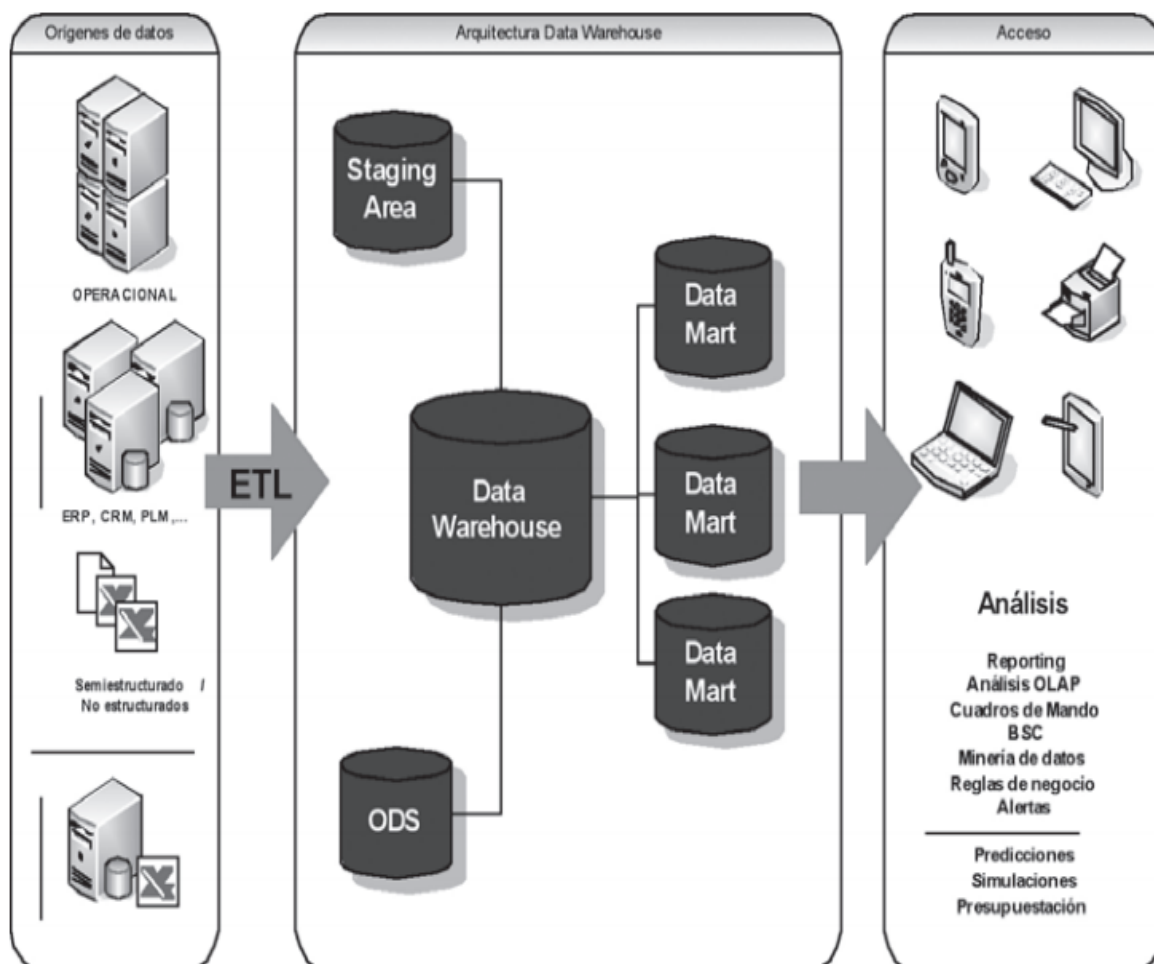 Orígenes de datos
OPERACIONAL
ERP, CRM, PLM,...
Semiestructurado /
No estructurados
ETL
Arquitectura Data Warehouse
Staging
Area
Data
Warehouse
ODS
Data
Mart
Data
Mart
Data
Mart
Acceso
Análisis
Reporting
Análisis OLAP
Cuadros de Mando
BSC
Minería de datos
Reglas de negocio
Alertas
Predicciones
Simulaciones
Presupuestación